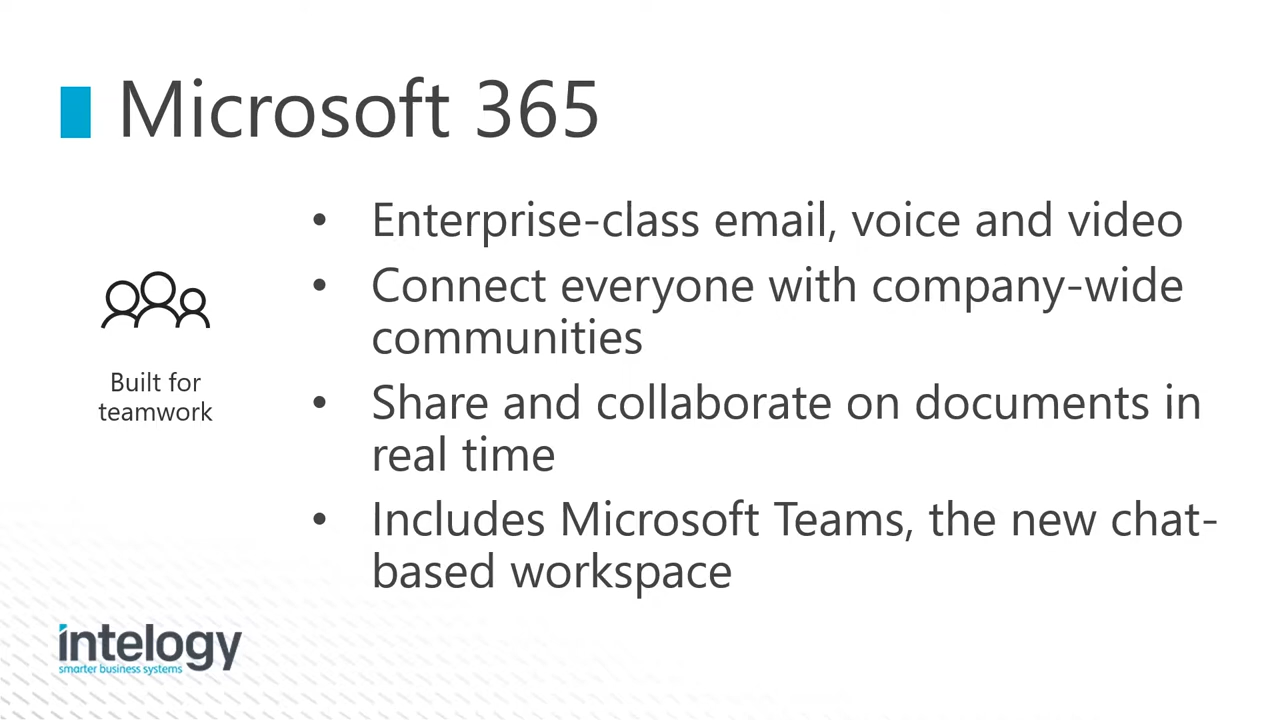 Microsoft 365
• Enterprise-class email, voice and video
• Connect everyone with company-wide
communities
• Share and collaborate on documents in
real time
• Includes Microsoft Teams, the new chat-
based workspace
Built for
teamwork
intelogy
smarter business systems